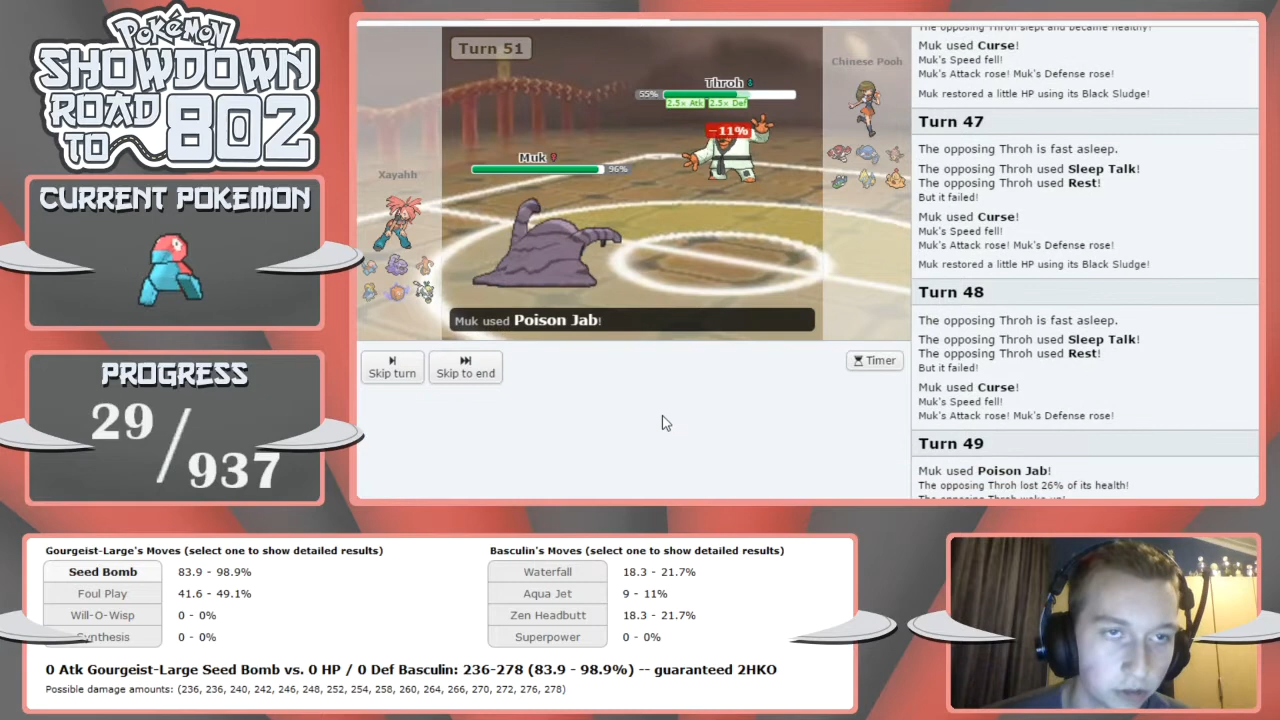 Pokémon
SHOWDOWN
ROAD
TO 802
CURRENT POKEMON
PROGRESS
29/937
Turn 51
Throh
55%
2.5× Atk 2.5× Def
−11%
Muk
96%
Xayahh
Chinese Pooh
Muk used Poison Jab!
Skip turn
Skip to end
Timer
The opposing Throh slept and became healthy!
Muk used Curse!
Muk's Speed fell!
Muk's Attack rose! Muk's Defense rose!
Muk restored a little HP using its Black Sludge!
Turn 47
The opposing Throh is fast asleep.
The opposing Throh used Sleep Talk!
The opposing Throh used Rest!
But it failed!
Muk used Curse!
Muk's Speed fell!
Muk's Attack rose! Muk's Defense rose!
Muk restored a little HP using its Black Sludge!
Turn 48
The opposing Throh is fast asleep.
The opposing Throh used Sleep Talk!
The opposing Throh used Rest!
But it failed!
Muk used Curse!
Muk's Speed fell!
Muk's Attack rose! Muk's Defense rose!
Turn 49
Muk used Poison Jab!
The opposing Throh lost 26% of its health!
The opposing Throh woke up!
Gourgeist-Large's Moves (select one to show detailed results)
Seed Bomb 83.9 - 98.9%
Foul Play 41.6 - 49.1%
Will-O-Wisp 0 - 0%
Synthesis 0 - 0%
Basculin's Moves (select one to show detailed results)
Waterfall 18.3 - 21.7%
Aqua Jet 9 - 11%
Zen Headbutt 18.3 - 21.7%
Superpower 0 - 0%
0 Atk Gourgeist-Large Seed Bomb vs. 0 HP / 0 Def Basculin: 236-278 (83.9 - 98.9%) -- guaranteed 2HKO
Possible damage amounts: (236, 236, 240, 242, 246, 248, 252, 254, 258, 260, 264, 266, 270, 272, 276, 278)